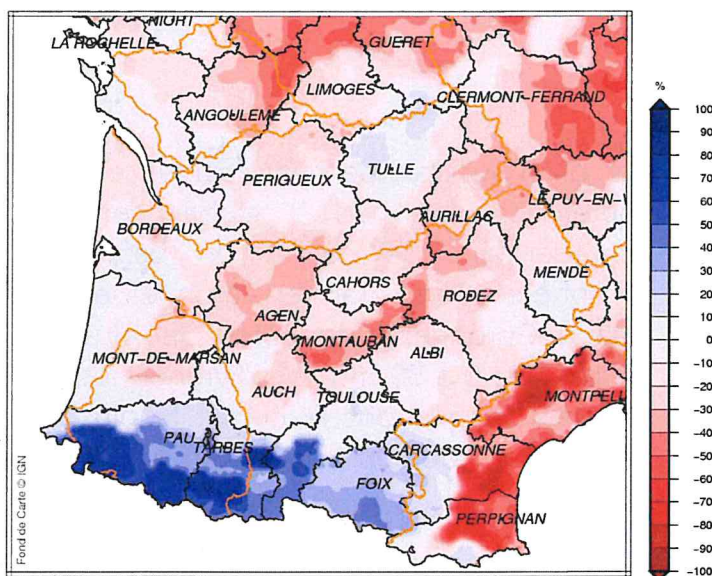 NIORT
LA ROCHELLE
GUERET
LIMOGES
CLERMONT-FERRAND
ANGOULEME
TULLE
PERIGUEUX
LE PUY-EN-V
AURILLAC
BORDEAUX
MENDE
CAHORS
RODEZ
AGEN
MONTAUBAN
ALBI
MONT-DE-MARSAN
AUCH
TOULOUSE
MONTPELL
PAU
TARBES
CARCASSONNE
FOIX
PERPIGNAN
Fond de Carte © IGN
%
100
90
80
70
60
50
40
30
20
10
0
-10
-20
-30
-40
-50
-60
-70
-80
-90
-100